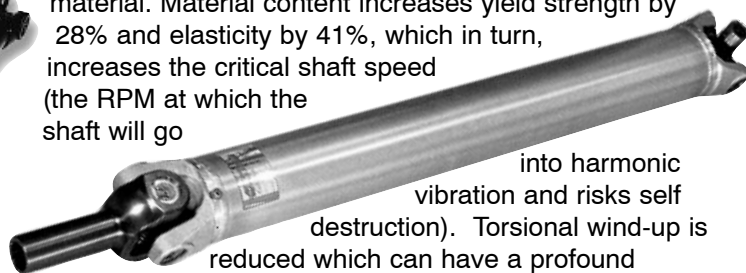 material. Material content increases yield strength by
28% and elasticity by 41%, which in turn,
increases the critical shaft speed
(the RPM at which the
shaft will go
into harmonic
vibration and risks self
destruction).  Torsional wind-up is
reduced which can have a profound